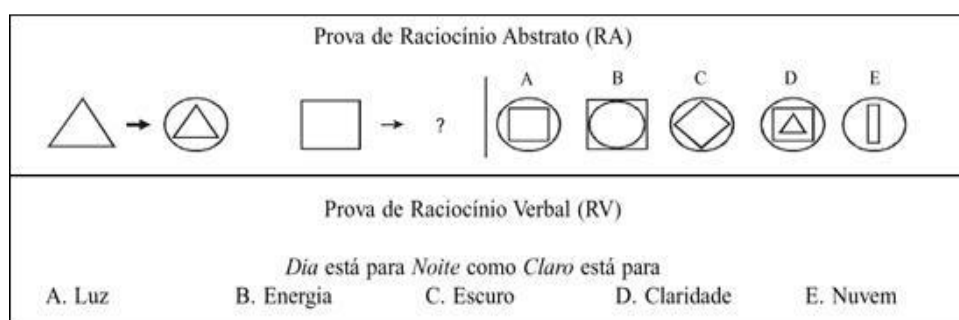 Prova de Raciocínio Abstrato (RA)
A B C D E
?
Prova de Raciocínio Verbal (RV)
Dia está para Noite como Claro está para
A. Luz B. Energia C. Escuro D. Claridade E. Nuvem